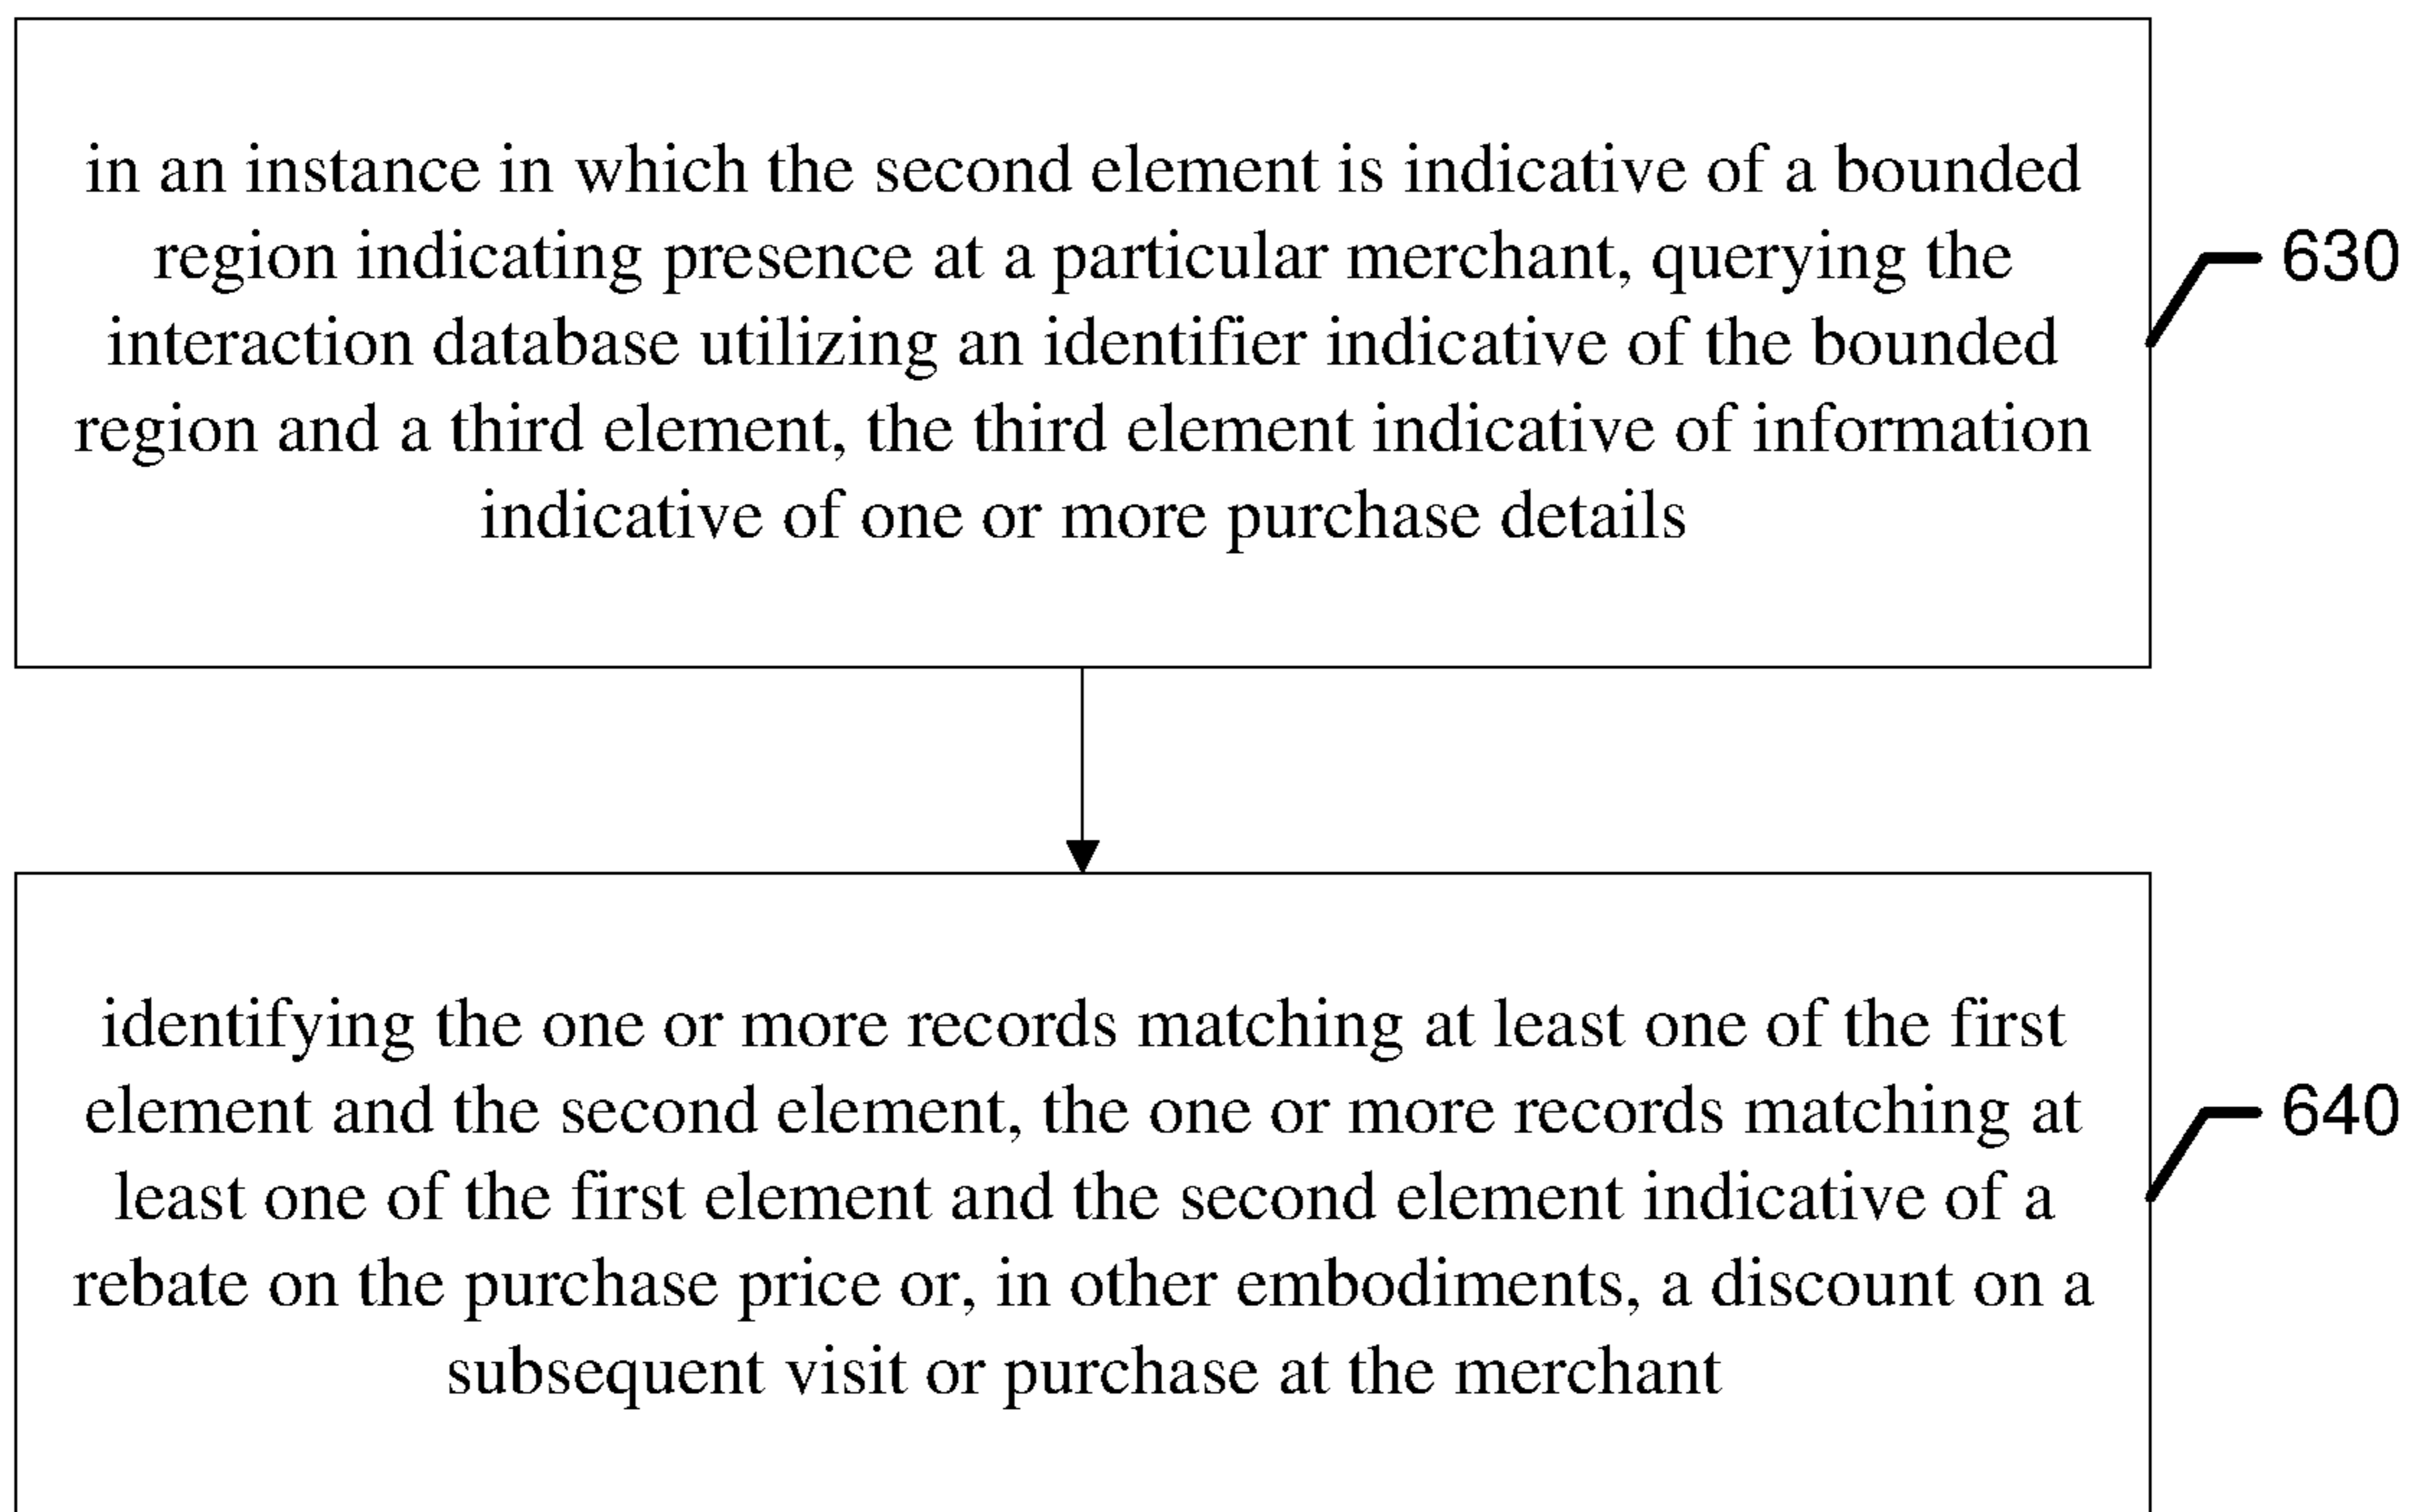 in an instance in which the second element is indicative of a bounded
region indicating presence at a particular merchant, querying the
interaction database utilizing an identifier indicative of the bounded
region and a third element, the third element indicative of information
indicative of one or more purchase details
630
identifying the one or more records matching at least one of the first
element and the second element, the one or more records matching at
least one of the first element and the second element indicative of a
rebate on the purchase price or, in other embodiments, a discount on a
subsequent visit or purchase at the merchant
640